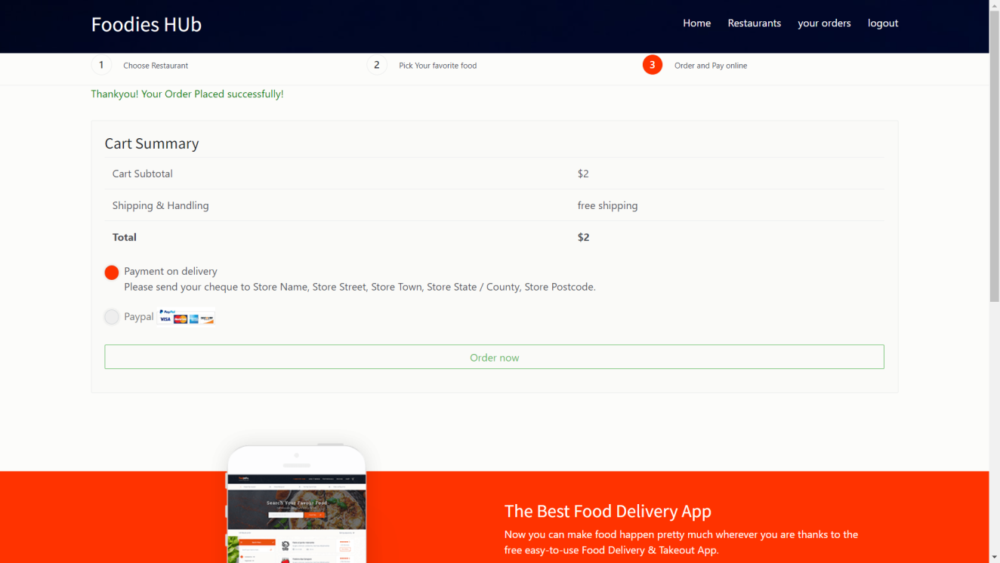 Foodies HUb
Home Restaurants your orders logout
1 Choose Restaurant 2 Pick Your favorite food 3 Order and Pay online
Thankyou! Your Order Placed successfully!
Cart Summary
Cart Subtotal $2
Shipping & Handling free shipping
Total $2
Payment on delivery
Please send your cheque to Store Name, Store Street, Store Town, Store State / County, Store Postcode.
Paypal PayPal VISA MasterCard DISCOVER
Order now
Search Your Favour Food
The Best Food Delivery App
Now you can make food happen pretty much wherever you are thanks to the
free easy-to-use Food Delivery & Takeout App.